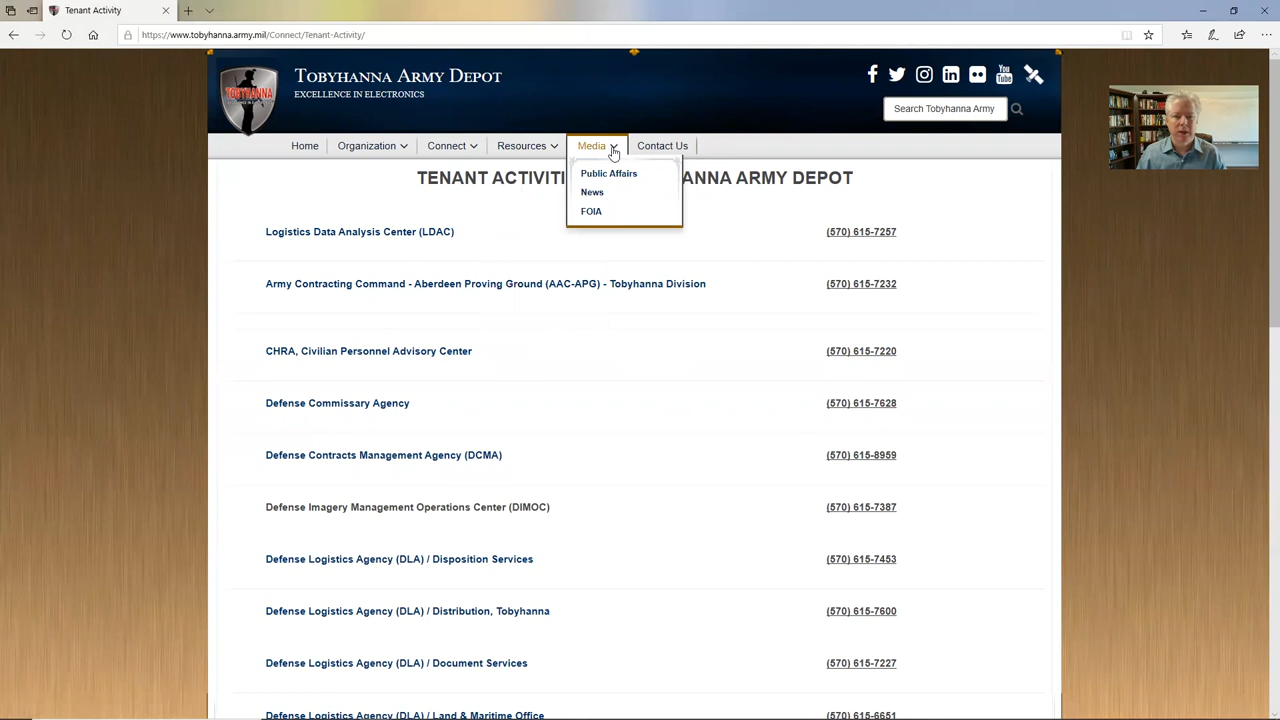 Tenant Activity
https://www.tobyhanna.army.mil/Connect/Tenant-Activity/
TOBYHANNA
TOBYHANNA ARMY DEPOT
EXCELLENCE IN ELECTRONICS
You Tube
Search Tobyhanna Army
Home Organization Connect Resources Media Contact Us
Public Affairs
News
FOIA
TENANT ACTIVITI ANNA ARMY DEPOT
Logistics Data Analysis Center (LDAC) (570) 615-7257
Army Contracting Command - Aberdeen Proving Ground (AAC-APG) - Tobyhanna Division (570) 615-7232
CHRA, Civilian Personnel Advisory Center (570) 615-7220
Defense Commissary Agency (570) 615-7628
Defense Contracts Management Agency (DCMA) (570) 615-8959
Defense Imagery Management Operations Center (DIMOC) (570) 615-7387
Defense Logistics Agency (DLA) / Disposition Services (570) 615-7453
Defense Logistics Agency (DLA) / Distribution, Tobyhanna (570) 615-7600
Defense Logistics Agency (DLA) / Document Services (570) 615-7227
Defense Logistics Agency (DLA) / Land & Maritime Office (570) 615-6651